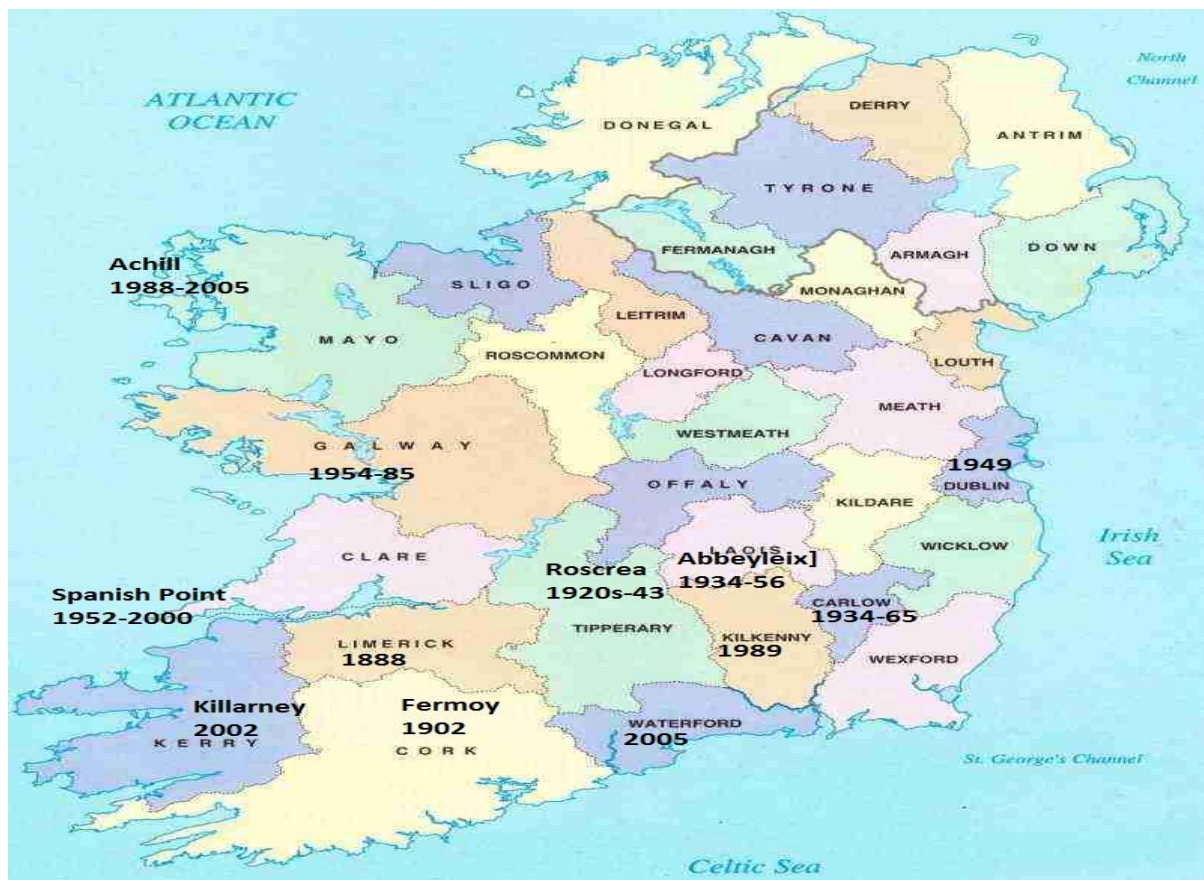 North
Channel
ATLANTIC
OCEAN
DERRY
DONEGAL
ANTRIM
TYRONE
FERMANAGH
ARMAGH
DOWN
Achill
1988-2005
SLIGO
MONAGHAN
LEITRIM
MAYO
CAVAN
ROSCOMMON
LOUTH
LONGFORD
MEATH
WESTMEATH
GALWAY
1954-85
1949
DUBLIN
OFFALY
KILDARE
Irish
Sea
WICKLOW
CLARE
LAOIS
Abbeyleix]
1934-56
Roscrea
1920s-43
Spanish Point
1952-2000
CARLOW
1934-65
TIPPERARY
KILKENNY
1989
LIMERICK
1888
WEXFORD
Killarney
2002
KERRY
Fermoy
1902
CORK
WATERFORD
2005
St. George's Channel
Celtic Sea